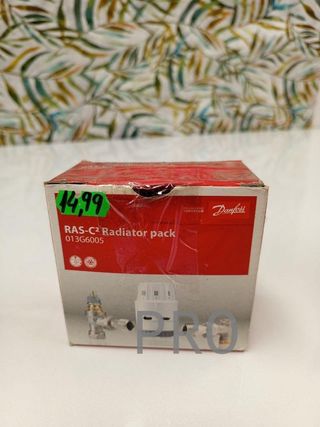 14,99
Danfoss
RAS-C² Radiator pack
013G6005
PRO